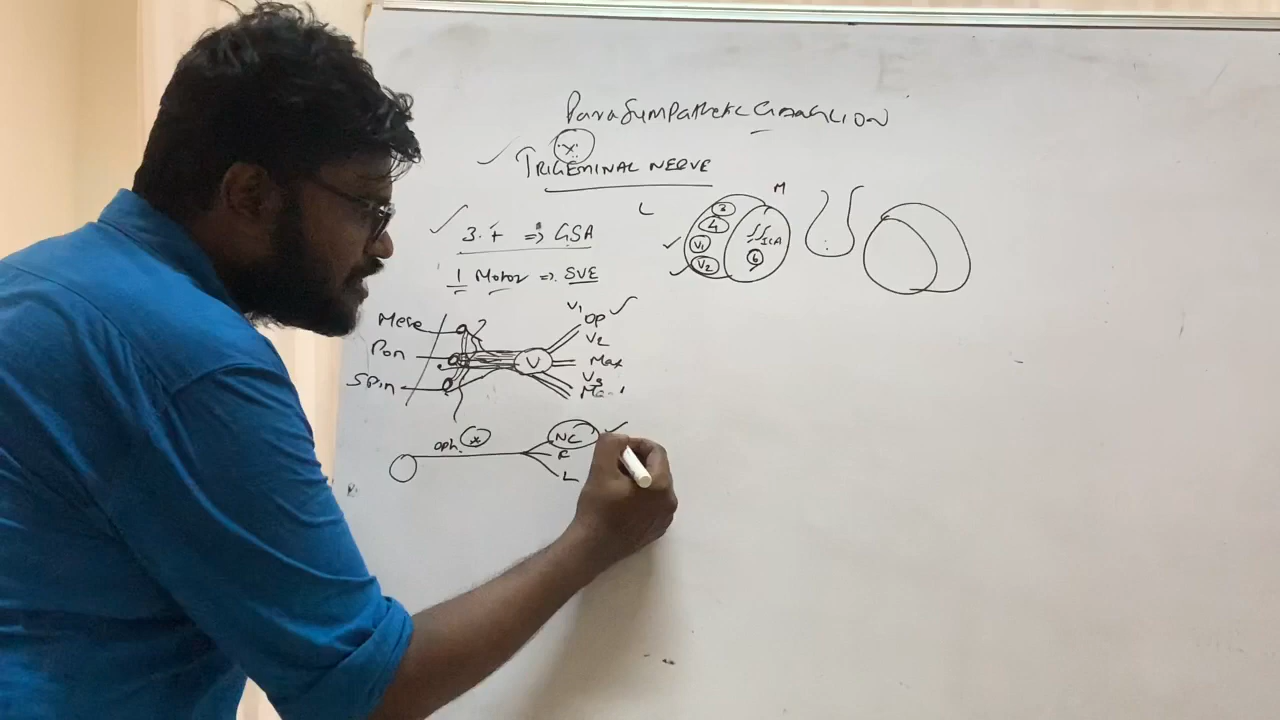 ParaSympathetic GANGLION
TRIGEMINAL NERVE
M
L
3
4
V1
V2
ICA
6
3. + => GSA
1 Motor => SVE
V1
Op
V2
Max
V3
Mese
Pon
Spin
V
oph.
NC
F
L